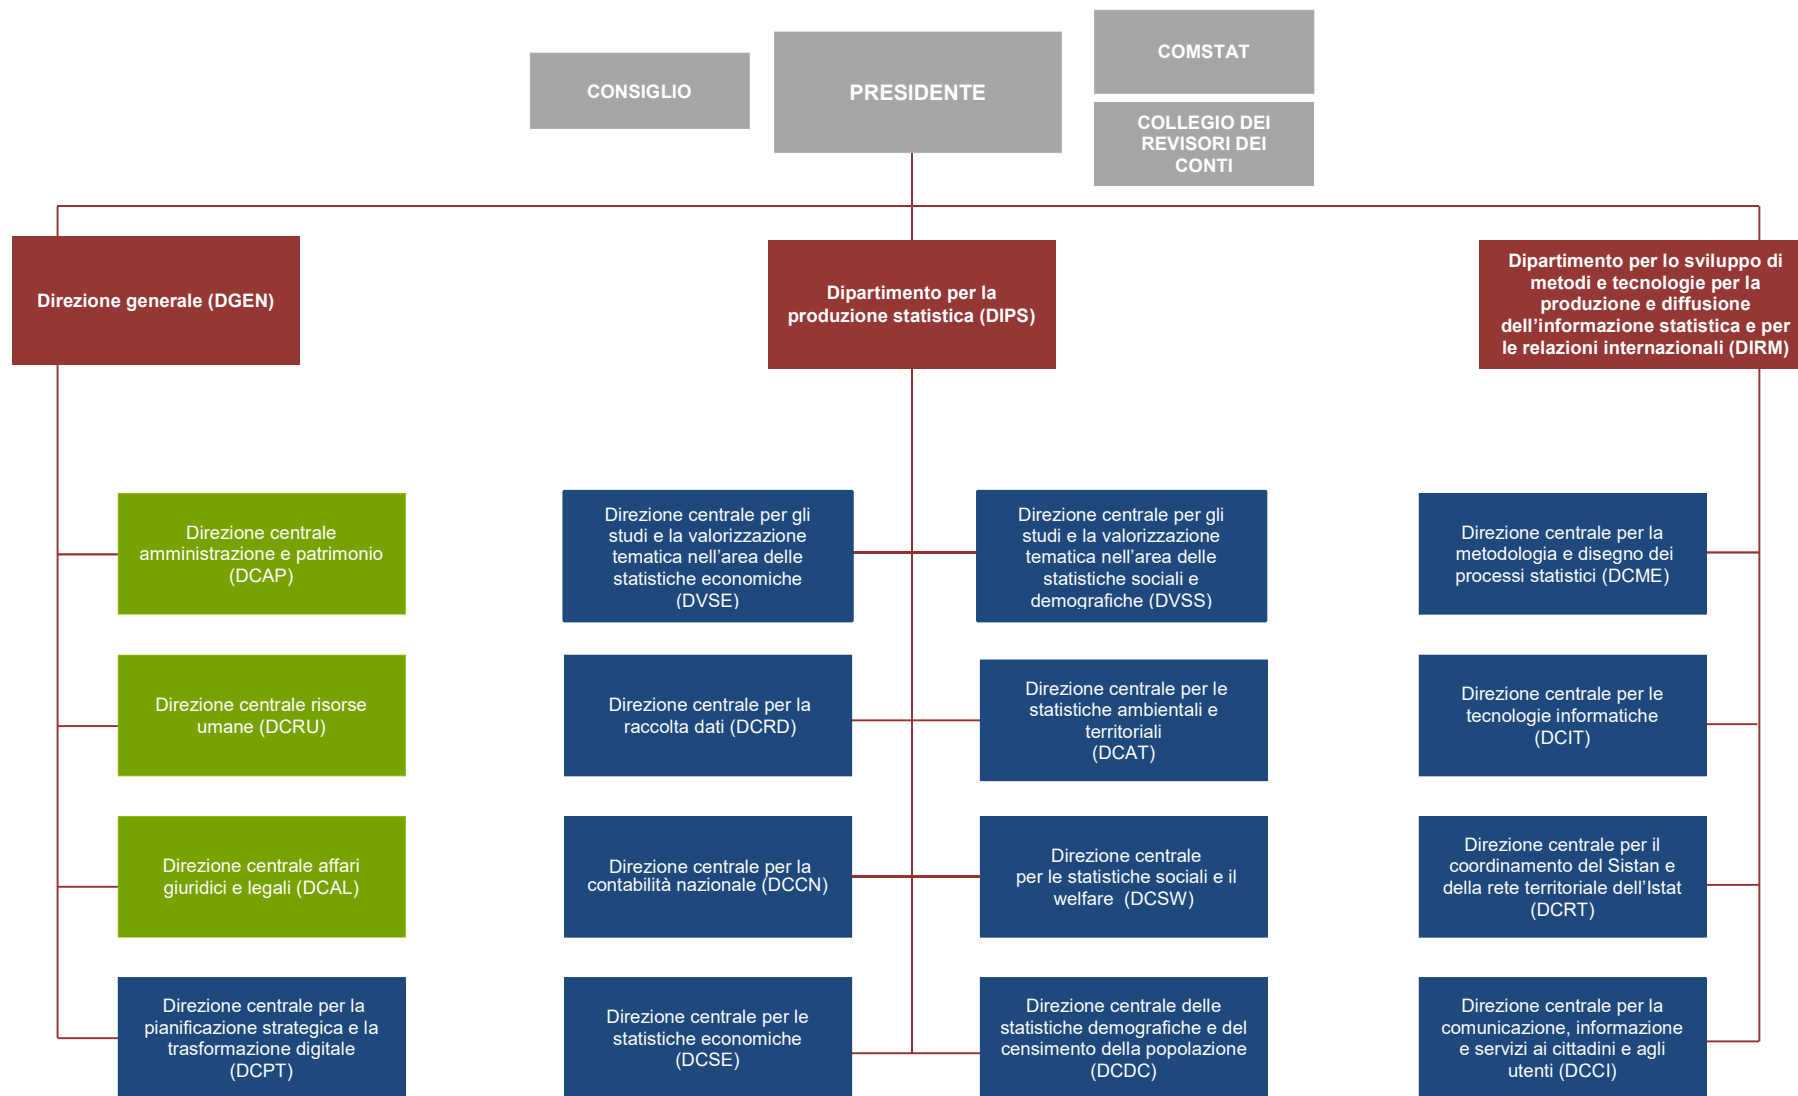 CONSIGLIO
PRESIDENTE
COMSTAT
COLLEGIO DEI
REVISORI DEI
CONTI
Direzione generale (DGEN)
Dipartimento per la
produzione statistica (DIPS)
Dipartimento per lo sviluppo di
metodi e tecnologie per la
produzione e diffusione
dell’informazione statistica e per
le relazioni internazionali (DIRM)
Direzione centrale
amministrazione e patrimonio
(DCAP)
Direzione centrale per gli
studi e la valorizzazione
tematica nell’area delle
statistiche economiche
(DVSE)
Direzione centrale per gli
studi e la valorizzazione
tematica nell’area delle
statistiche sociali e
demografiche (DVSS)
Direzione centrale per la
metodologia e disegno dei
processi statistici (DCME)
Direzione centrale risorse
umane (DCRU)
Direzione centrale per la
raccolta dati (DCRD)
Direzione centrale per le
statistiche ambientali e
territoriali
(DCAT)
Direzione centrale per le
tecnologie informatiche
(DCIT)
Direzione centrale affari
giuridici e legali (DCAL)
Direzione centrale per la
contabilità nazionale (DCCN)
Direzione centrale
per le statistiche sociali e il
welfare (DCSW)
Direzione centrale per il
coordinamento del Sistan e
della rete territoriale dell’Istat
(DCRT)
Direzione centrale per la
pianificazione strategica e la
trasformazione digitale
(DCPT)
Direzione centrale per le
statistiche economiche
(DCSE)
Direzione centrale delle
statistiche demografiche e del
censimento della popolazione
(DCDC)
Direzione centrale per la
comunicazione, informazione
e servizi ai cittadini e agli
utenti (DCCI)